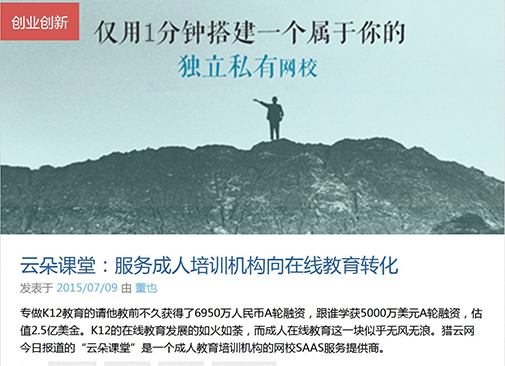 创业创新
仅用1分钟搭建一个属于你的
独立私有网校
云朵课堂：服务成人培训机构向在线教育转化
发表于 2015/07/09 由 董也
专做K12教育的请他教前不久获得了6950万人民币A轮融资，跟谁学获5000万美元A轮融资，估
值2.5亿美金。K12的在线教育发展的如火如荼，而成人在线教育这一块似乎无风无浪。猎云网
今日报道的“云朵课堂”是一个成人教育培训机构的网校SAAS服务提供商。